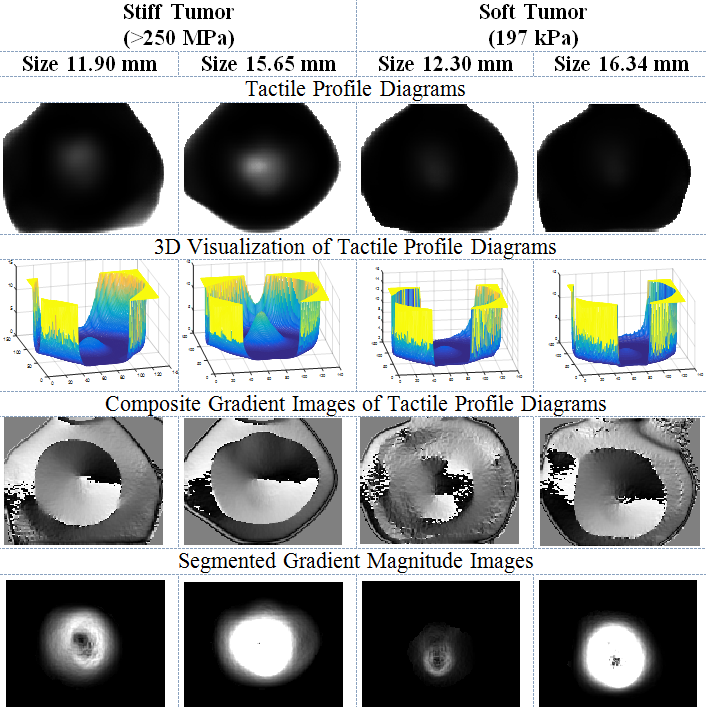 Stiff Tumor
(>250 MPa)
Soft Tumor
(197 kPa)
Size 11.90 mm
Size 15.65 mm
Size 12.30 mm
Size 16.34 mm
Tactile Profile Diagrams
3D Visualization of Tactile Profile Diagrams
Composite Gradient Images of Tactile Profile Diagrams
Segmented Gradient Magnitude Images